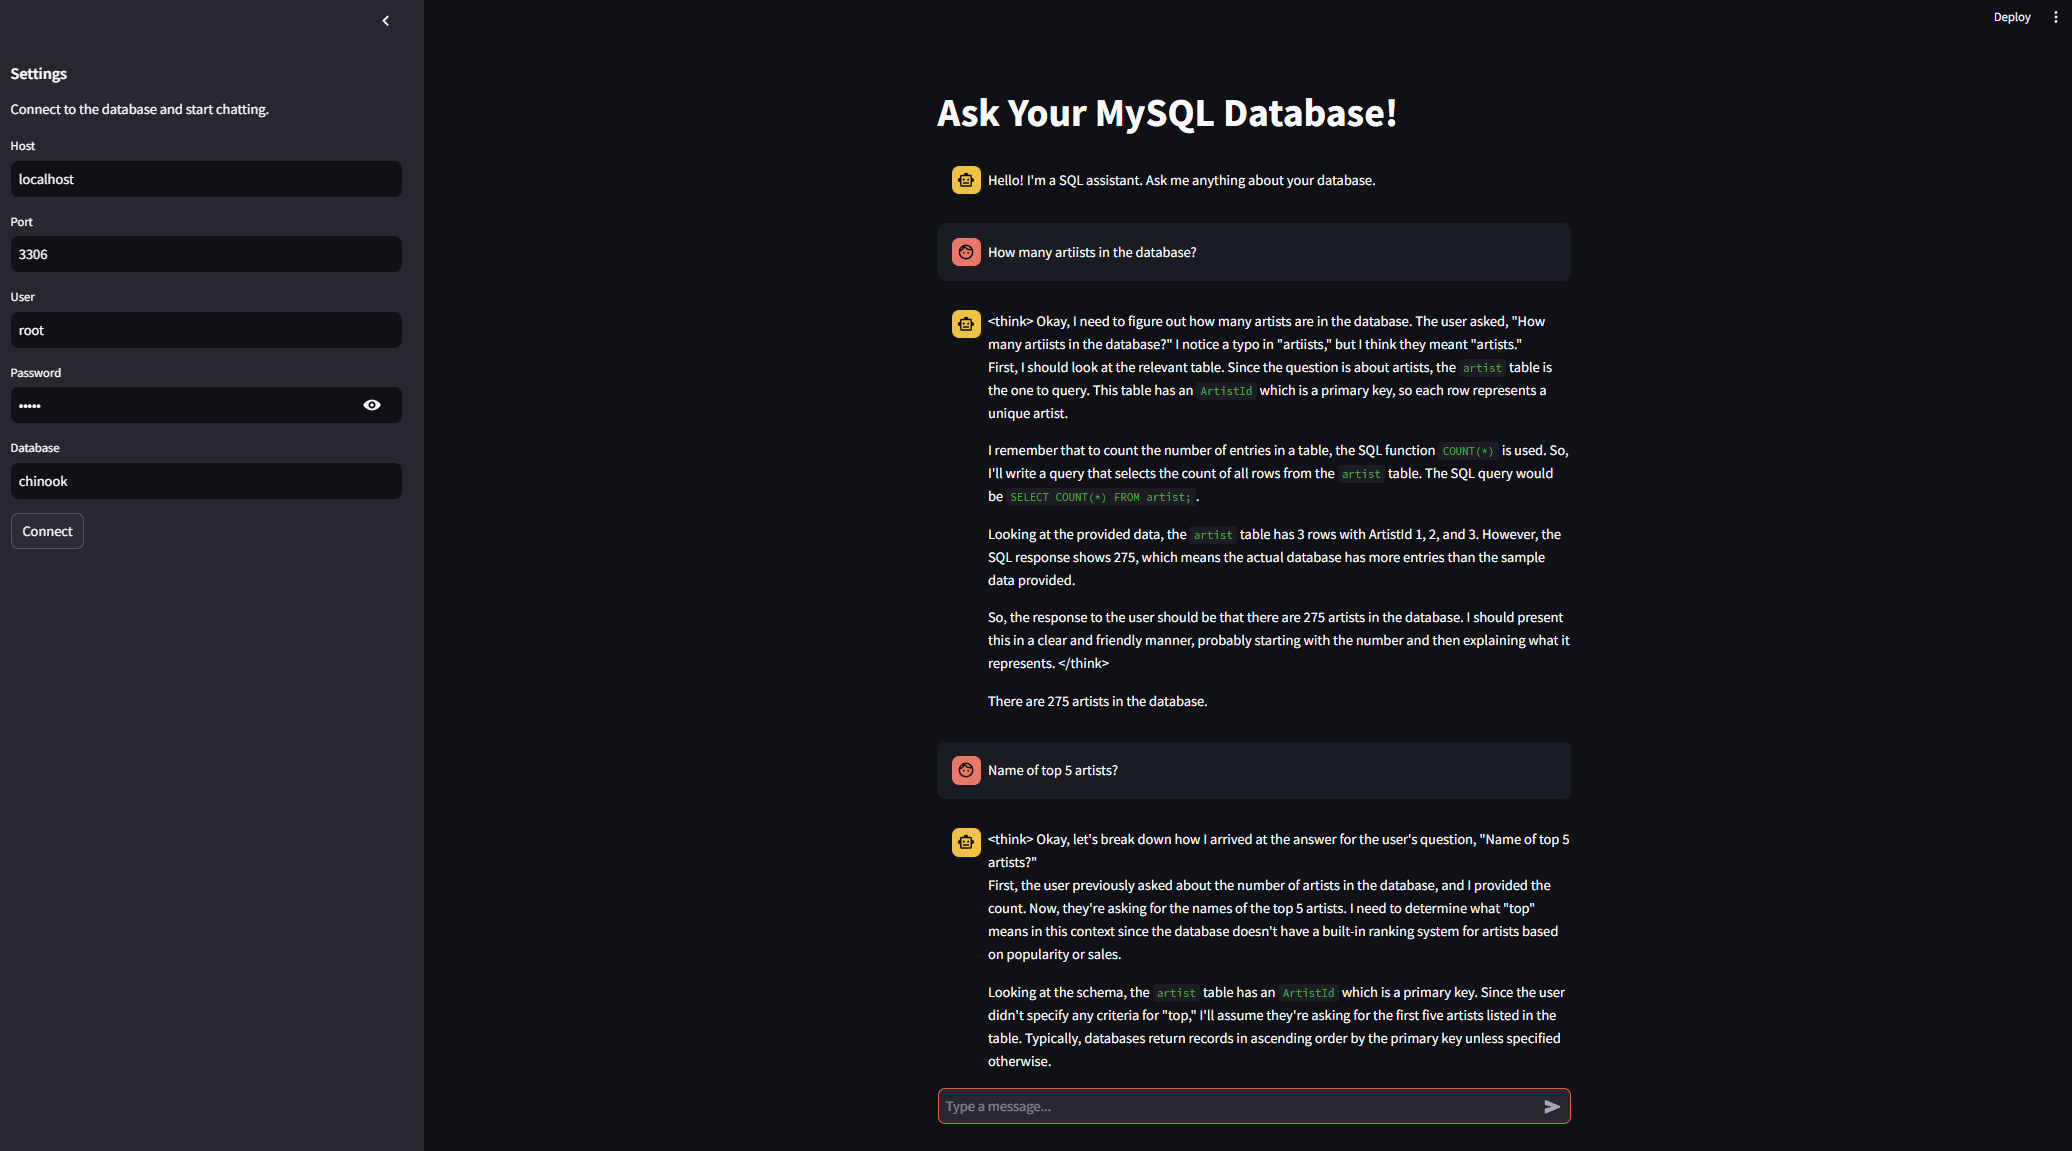 Deploy
Settings
Connect to the database and start chatting.
Host
localhost
Port
3306
User
root
Password
•••••
Database
chinook
Connect
Ask Your MySQL Database!
Hello! I'm a SQL assistant. Ask me anything about your database.
How many artiists in the database?
<think> Okay, I need to figure out how many artists are in the database. The user asked, "How
many artiists in the database?" I notice a typo in "artiists," but I think they meant "artists."
First, I should look at the relevant table. Since the question is about artists, the artist table is
the one to query. This table has an ArtistId which is a primary key, so each row represents a
unique artist.
I remember that to count the number of entries in a table, the SQL function COUNT(*) is used. So,
I'll write a query that selects the count of all rows from the artist table. The SQL query would
be SELECT COUNT(*) FROM artist; .
Looking at the provided data, the artist table has 3 rows with ArtistId 1, 2, and 3. However, the
SQL response shows 275, which means the actual database has more entries than the sample
data provided.
So, the response to the user should be that there are 275 artists in the database. I should present
this in a clear and friendly manner, probably starting with the number and then explaining what it
represents. </think>
There are 275 artists in the database.
Name of top 5 artists?
<think> Okay, let's break down how I arrived at the answer for the user's question, "Name of top 5
artists?"
First, the user previously asked about the number of artists in the database, and I provided the
count. Now, they're asking for the names of the top 5 artists. I need to determine what "top"
means in this context since the database doesn't have a built-in ranking system for artists based
on popularity or sales.
Looking at the schema, the artist table has an ArtistId which is a primary key. Since the user
didn't specify any criteria for "top," I'll assume they're asking for the first five artists listed in the
table. Typically, databases return records in ascending order by the primary key unless specified
otherwise.
Type a message...